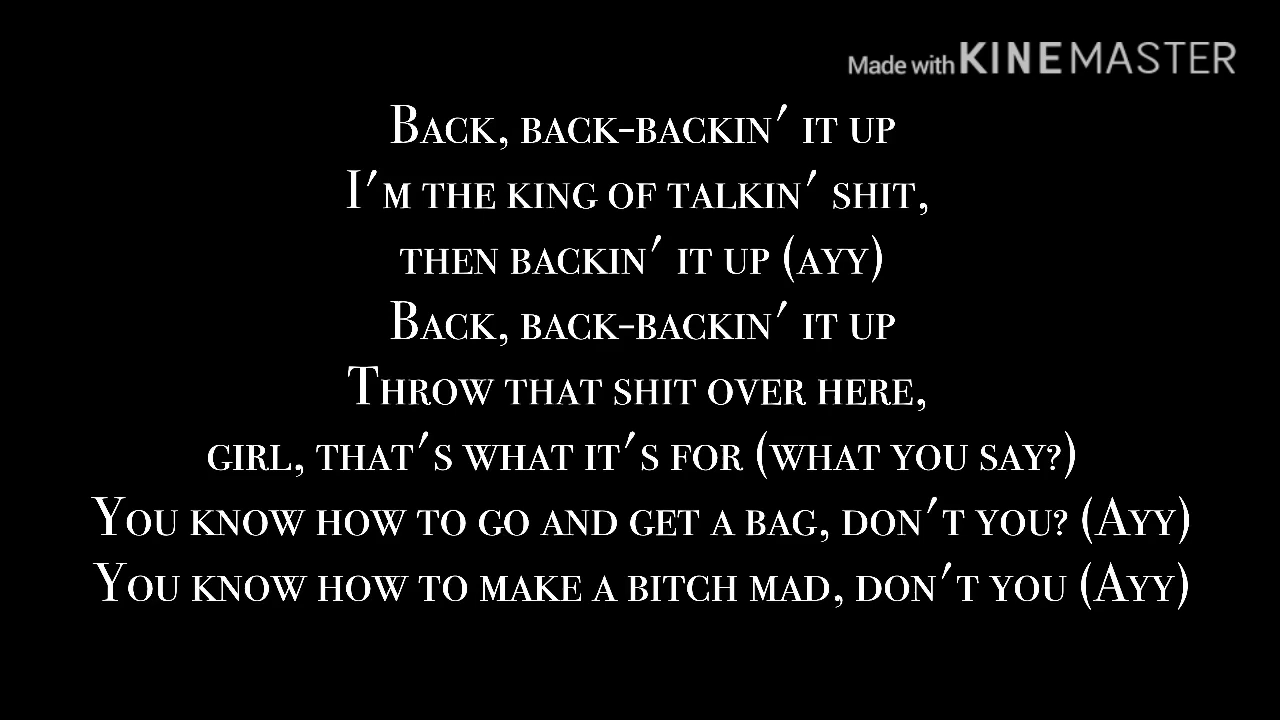 Made with KINEMASTER
Back, back-backin' it up
I'm the king of talkin' shit,
then backin' it up (ayy)
Back, back-backin' it up
Throw that shit over here,
girl, that's what it's for (what you say?)
You know how to go and get a bag, don't you? (Ayy)
You know how to make a bitch mad, don't you (Ayy)